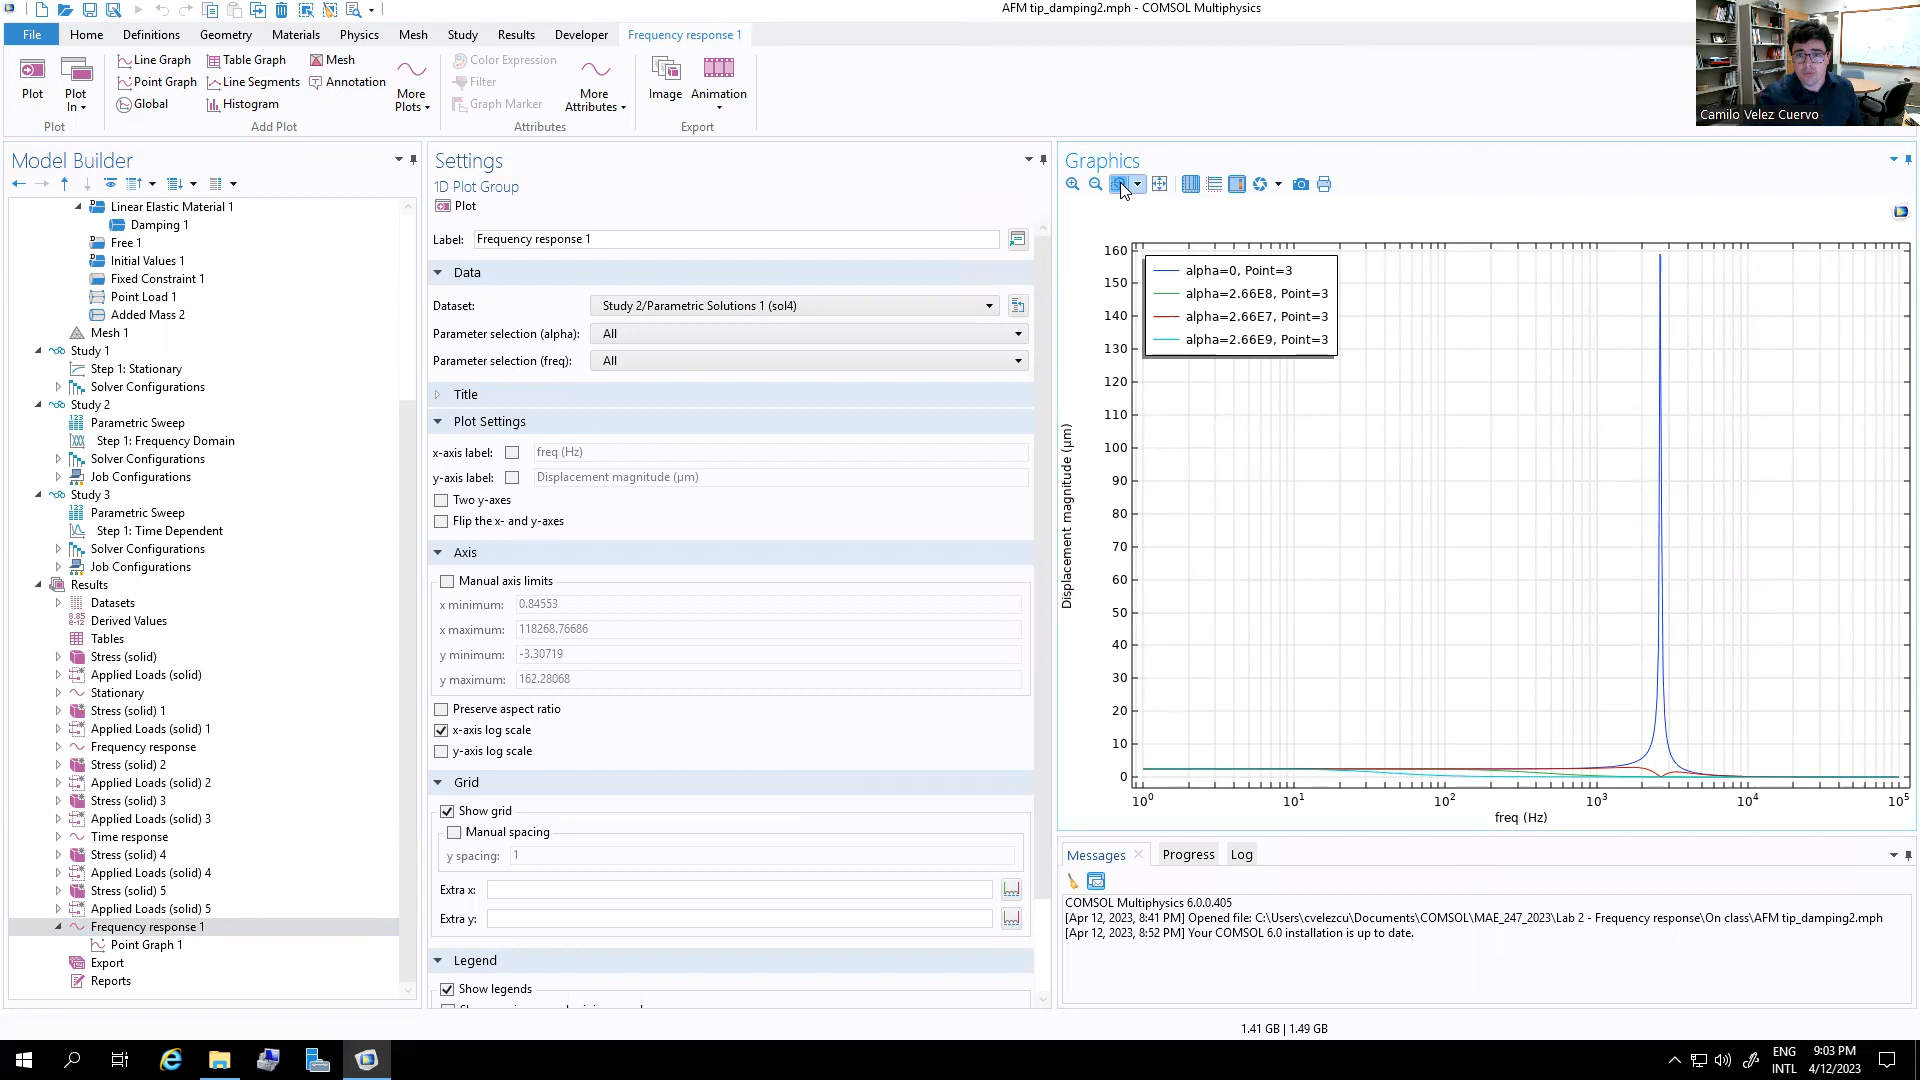 AFM tip_damping2.mph - COMSOL Multiphysics
File Home Definitions Geometry Materials Physics Mesh Study Results Developer Frequency response 1
Plot
Plot In
Plot
Line Graph
Point Graph
Global
Table Graph
Line Segments
Histogram
Mesh
Annotation
More Plots
Add Plot
Color Expression
Filter
Graph Marker
More Attributes
Attributes
Image
Animation
Export
Camilo Velez Cuervo
Model Builder
Linear Elastic Material 1
Damping 1
Free 1
Initial Values 1
Fixed Constraint 1
Point Load 1
Added Mass 2
Mesh 1
Study 1
Step 1: Stationary
Solver Configurations
Study 2
Parametric Sweep
Step 1: Frequency Domain
Solver Configurations
Job Configurations
Study 3
Parametric Sweep
Step 1: Time Dependent
Solver Configurations
Job Configurations
Results
Datasets
8.85
e-12
Derived Values
Tables
Stress (solid)
Applied Loads (solid)
Stationary
Stress (solid) 1
Applied Loads (solid) 1
Frequency response
Stress (solid) 2
Applied Loads (solid) 2
Stress (solid) 3
Applied Loads (solid) 3
Time response
Stress (solid) 4
Applied Loads (solid) 4
Stress (solid) 5
Applied Loads (solid) 5
Frequency response 1
Point Graph 1
Export
Reports
Settings
1D Plot Group
Plot
Label: Frequency response 1
Data
Dataset: Study 2/Parametric Solutions 1 (sol4)
Parameter selection (alpha): All
Parameter selection (freq): All
Title
Plot Settings
x-axis label: freq (Hz)
y-axis label: Displacement magnitude (µm)
Two y-axes
Flip the x- and y-axes
Axis
Manual axis limits
x minimum: 0.84553
x maximum: 118268.76686
y minimum: -3.30719
y maximum: 162.28068
Preserve aspect ratio
x-axis log scale
y-axis log scale
Grid
Show grid
Manual spacing
y spacing: 1
Extra x:
Extra y:
Legend
Show legends
Graphics
alpha=0, Point=3
alpha=2.66E8, Point=3
alpha=2.66E7, Point=3
alpha=2.66E9, Point=3
160
150
140
130
120
110
100
90
80
70
60
50
40
30
20
10
0
Displacement magnitude (µm)
10⁰ 10¹ 10² 10³ 10⁴ 10⁵
freq (Hz)
Messages Progress Log
COMSOL Multiphysics 6.0.0.405
[Apr 12, 2023, 8:41 PM] Opened file: C:\Users\cvelezcu\Documents\COMSOL\MAE_247_2023\Lab 2 - Frequency response\On class\AFM tip_damping2.mph
[Apr 12, 2023, 8:52 PM] Your COMSOL 6.0 installation is up to date.
1.41 GB | 1.49 GB
ENG
INTL
9:03 PM
4/12/2023